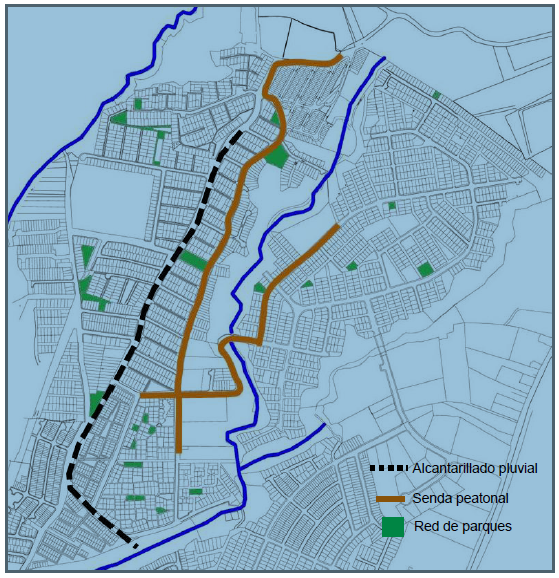 Alcantarillado pluvial
Senda peatonal
Red de parques